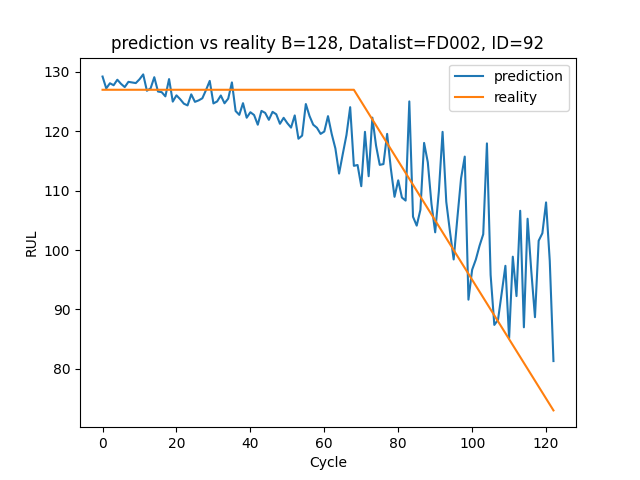 prediction vs reality B=128, Datalist=FD002, ID=92
prediction
reality
130
120
110
100
90
80
RUL
0
20
40
60
80
100
120
Cycle